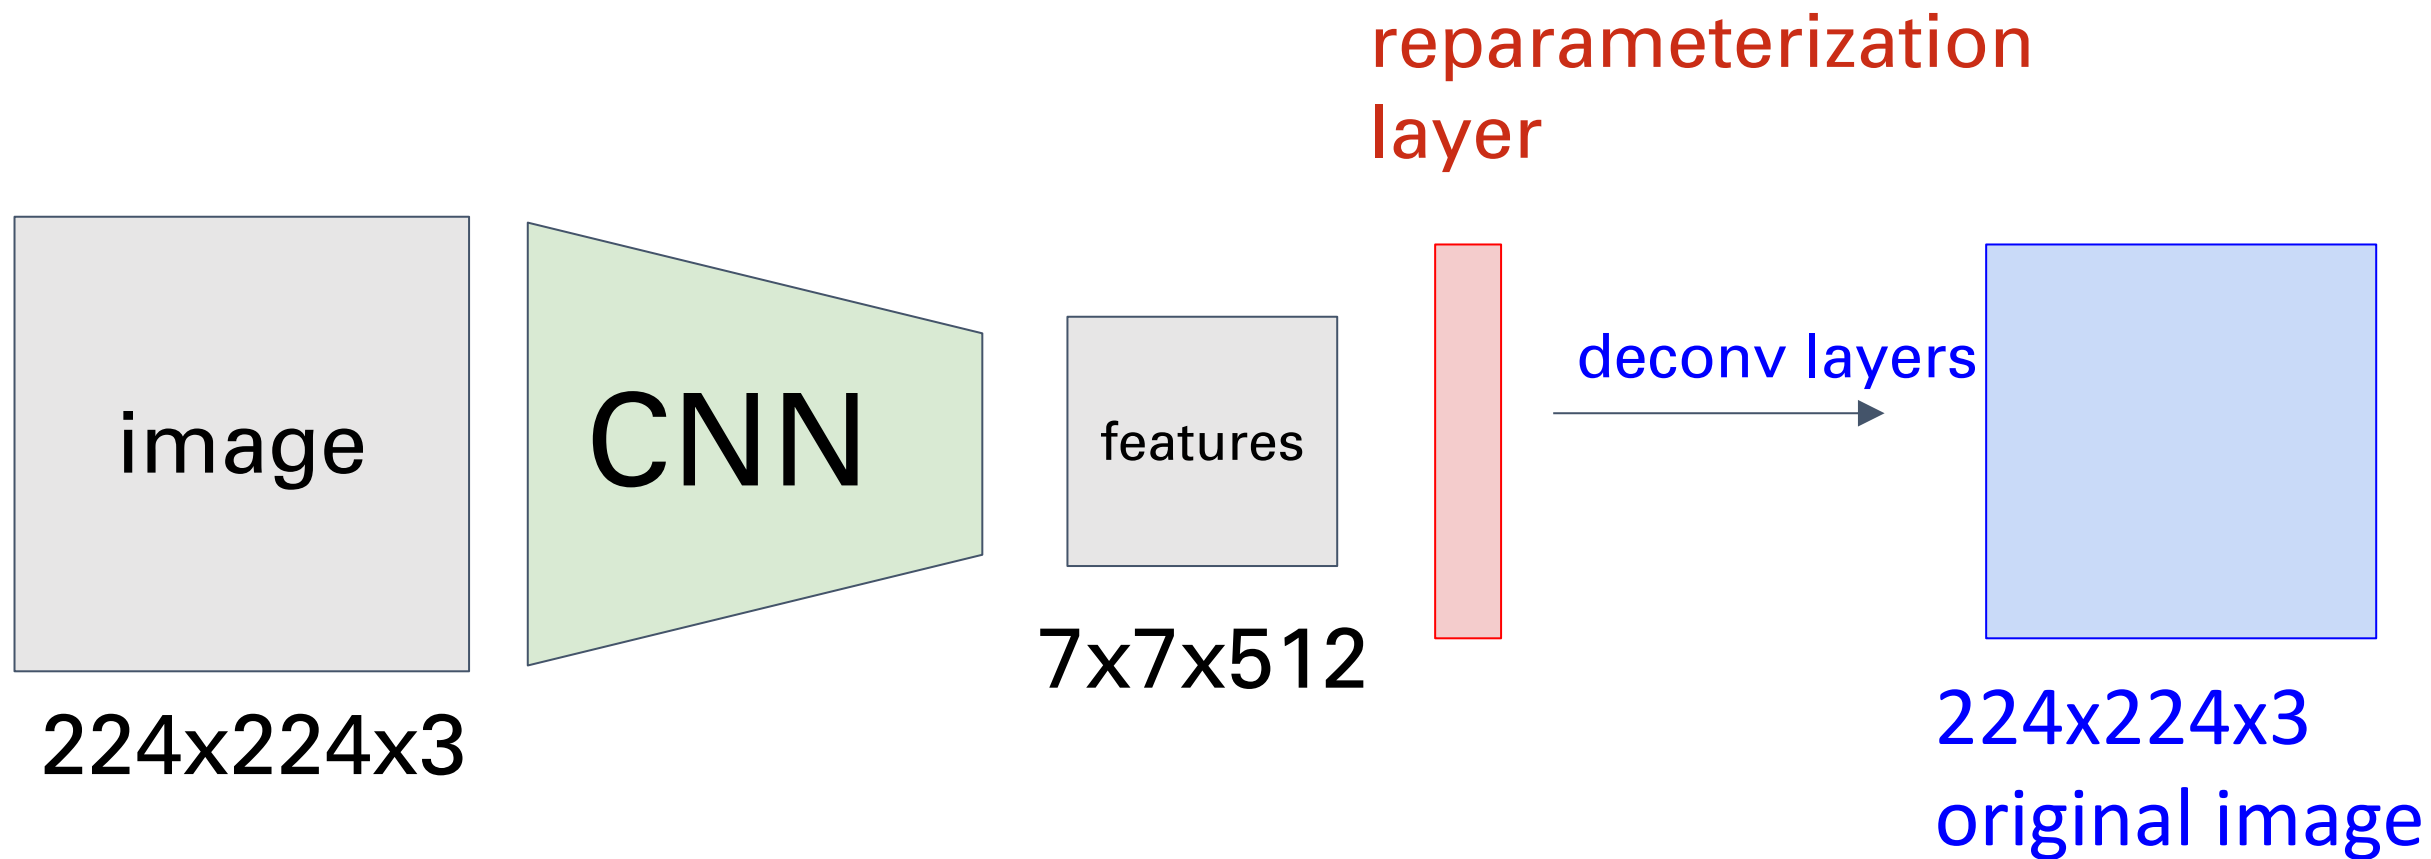 reparameterization
layer
image
CNN
features
deconv layers
7x7x512
224x224x3
224x224x3
original image